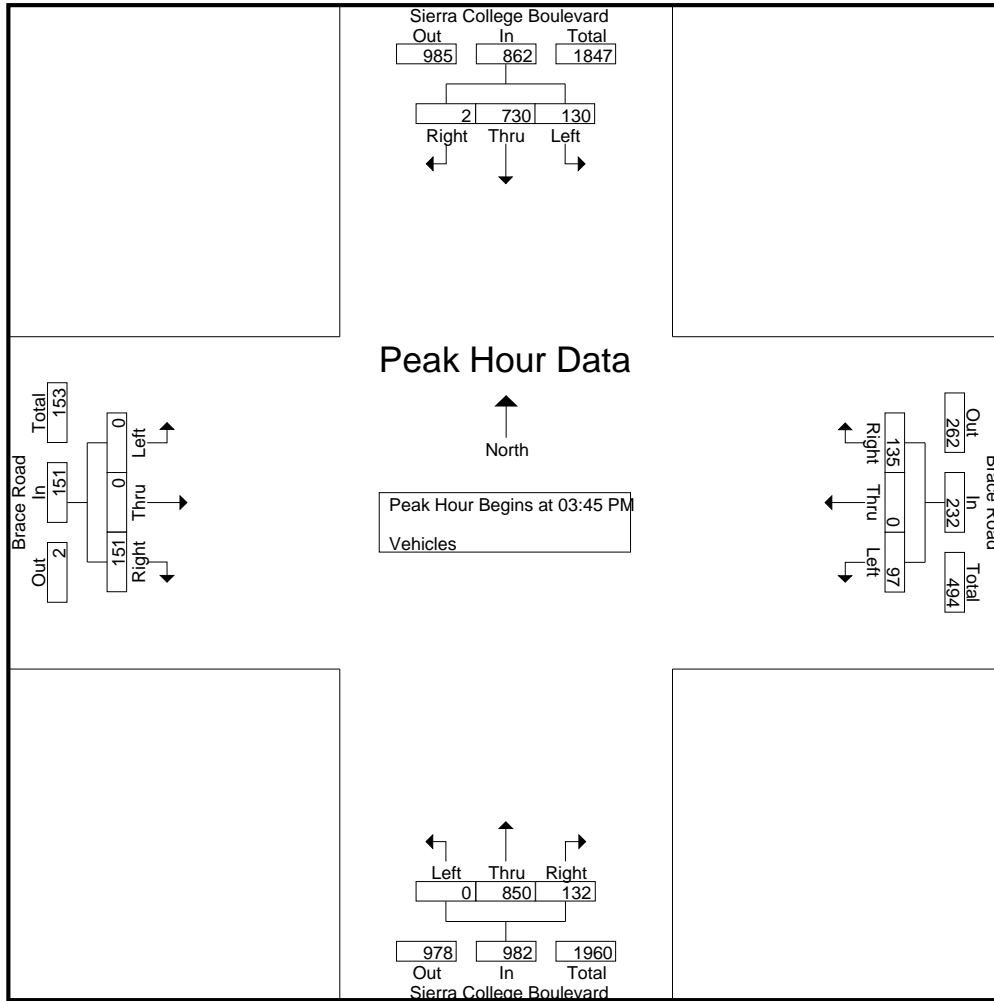 Sierra College Boulevard
Out In Total
985 862 1847
2 730 130
Right Thru Left
Peak Hour Data
North
Peak Hour Begins at 03:45 PM
Vehicles
Brace Road
Out In Total
2 151 153
151 0 0
Right Thru Left
Right Thru Left
135 0 97
Out In Total
262 232 494
Brace Road
Left Thru Right
0 850 132
978 982 1960
Out In Total
Sierra College Boulevard